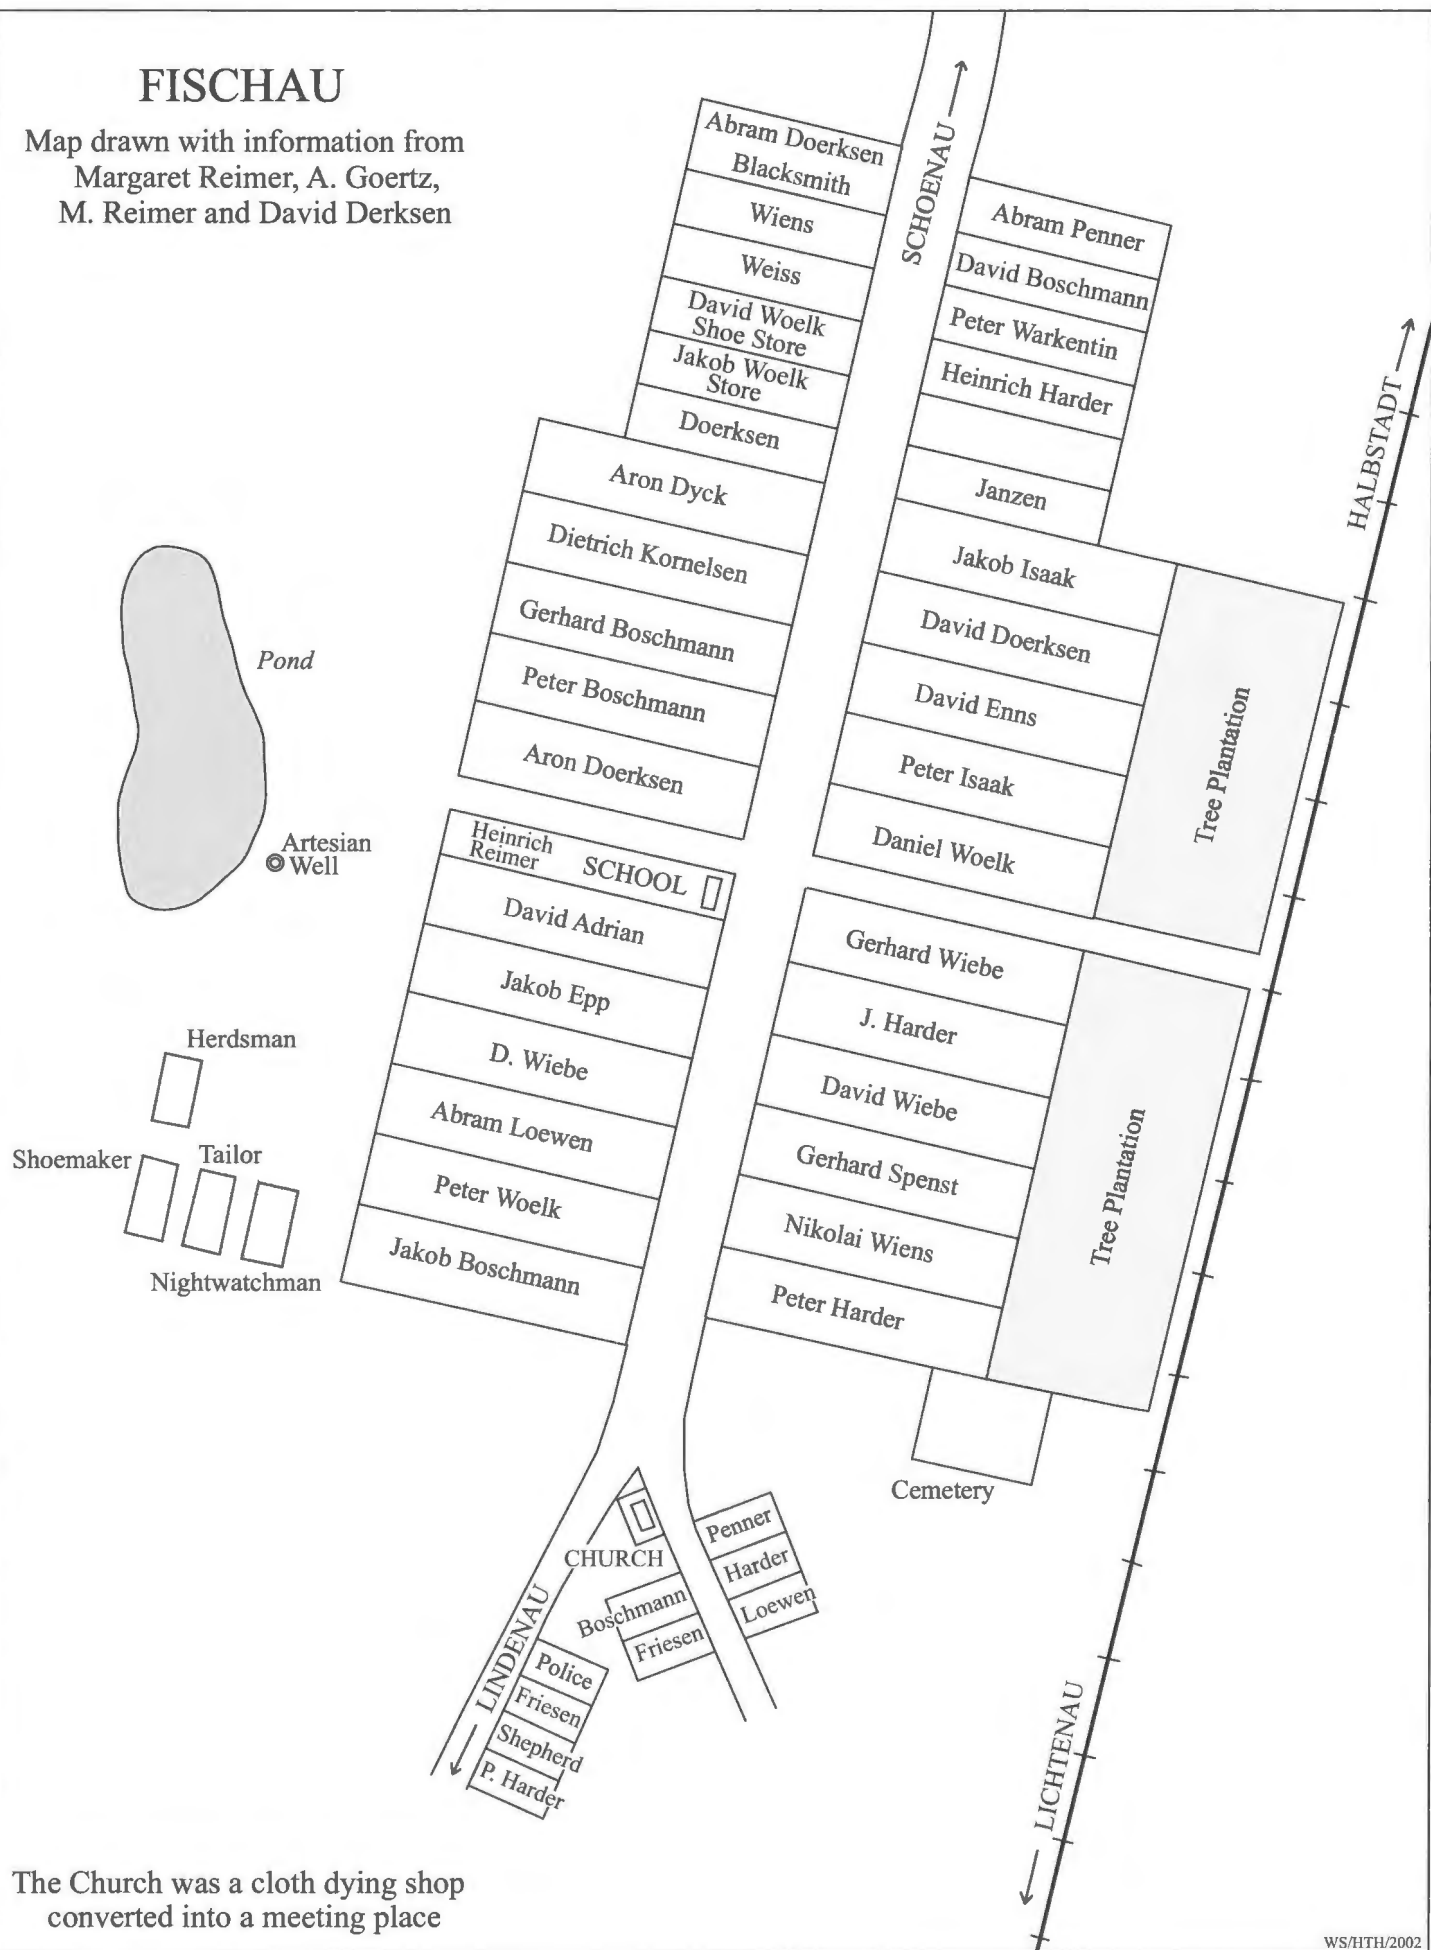 FISCHAU
Map drawn with information from
Margaret Reimer, A. Goertz,
M. Reimer and David Derksen
SCHOENAU
Abram Doerksen
Blacksmith
Wiens
Weiss
David Woelk
Shoe Store
Jakob Woelk
Store
Doerksen
Aron Dyck
Dietrich Kornelsen
Gerhard Boschmann
Peter Boschmann
Aron Doerksen
Heinrich
Reimer
SCHOOL
David Adrian
Jakob Epp
D. Wiebe
Abram Loewen
Peter Woelk
Jakob Boschmann
Abram Penner
David Boschmann
Peter Warkentin
Heinrich Harder
Janzen
Jakob Isaak
David Doerksen
David Enns
Peter Isaak
Daniel Woelk
Tree Plantation
Gerhard Wiebe
J. Harder
David Wiebe
Gerhard Spenst
Nikolai Wiens
Peter Harder
Tree Plantation
HALBSTADT
Pond
Artesian
Well
Herdsman
Shoemaker
Tailor
Nightwatchman
Cemetery
CHURCH
Penner
Harder
Loewen
Boschmann
Friesen
LINDENAU
Police
Friesen
Shepherd
P. Harder
LICHTENAU
The Church was a cloth dying shop
converted into a meeting place
WS/HTH/2002